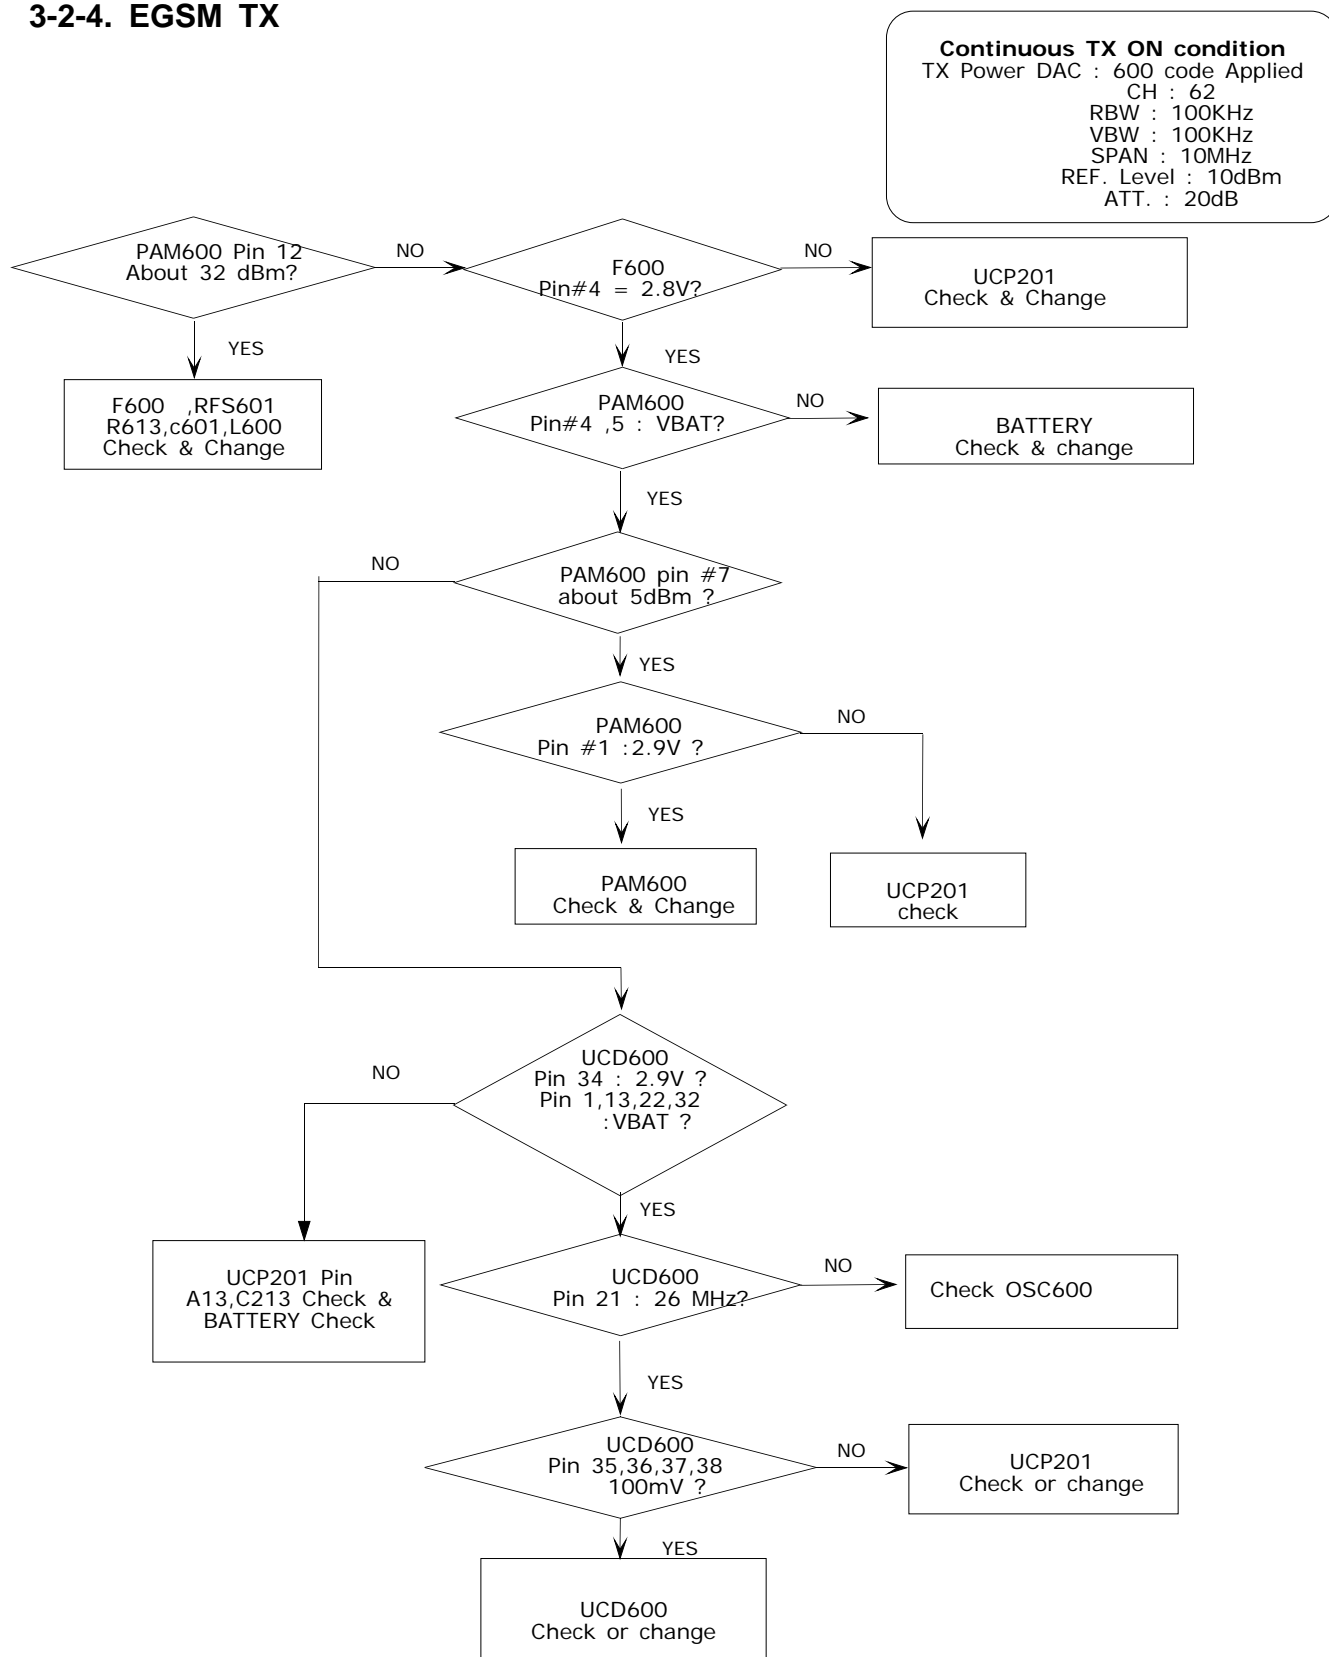 3-2-4. EGSM TX
Continuous TX ON condition
TX Power DAC : 600 code Applied
CH : 62
RBW : 100KHz
VBW : 100KHz
SPAN : 10MHz
REF. Level : 10dBm
ATT. : 20dB
PAM600 Pin 12
About 32 dBm?
NO
F600
Pin#4 = 2.8V?
NO
UCP201
Check & Change
YES
F600 ,RFS601
R613,c601,L600
Check & Change
YES
PAM600
Pin#4 ,5 : VBAT?
NO
BATTERY
Check & change
YES
NO
PAM600 pin #7
about 5dBm ?
YES
PAM600
Pin #1 :2.9V ?
NO
YES
PAM600
Check & Change
UCP201
check
UCD600
Pin 34 : 2.9V ?
Pin 1,13,22,32
:VBAT ?
NO
YES
UCP201 Pin
A13,C213 Check &
BATTERY Check
UCD600
Pin 21 : 26 MHz?
NO
Check OSC600
YES
UCD600
Pin 35,36,37,38
100mV ?
NO
UCP201
Check or change
YES
UCD600
Check or change